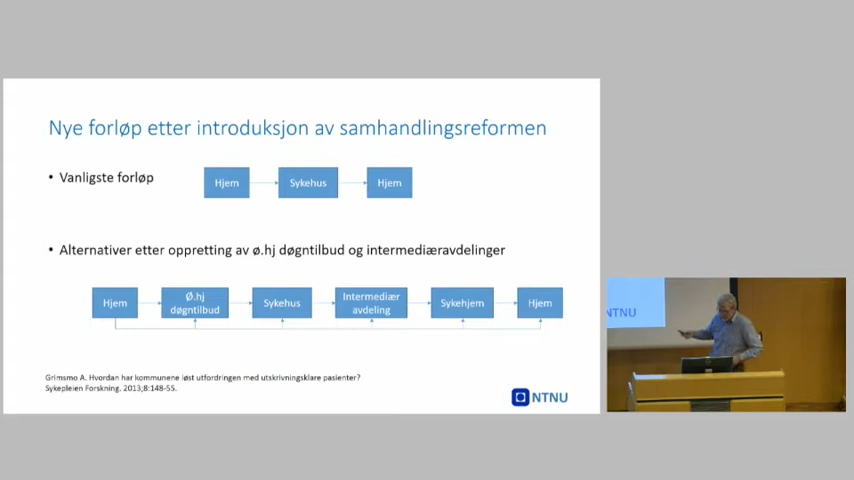 Nye forløp etter introduksjon av samhandlingsreformen
• Vanligste forløp
Hjem
Sykehus
Hjem
• Alternativer etter oppretting av ø.hj døgntilbud og intermediæravdelinger
Hjem
Ø.hj
døgntilbud
Sykehus
Intermediær
avdeling
Sykehjem
Hjem
Grimsmo A. Hvordan har kommunene løst utfordringen med utskrivningsklare pasienter?
Sykepleien Forskning. 2013;8:148-55.
NTNU
NTNU